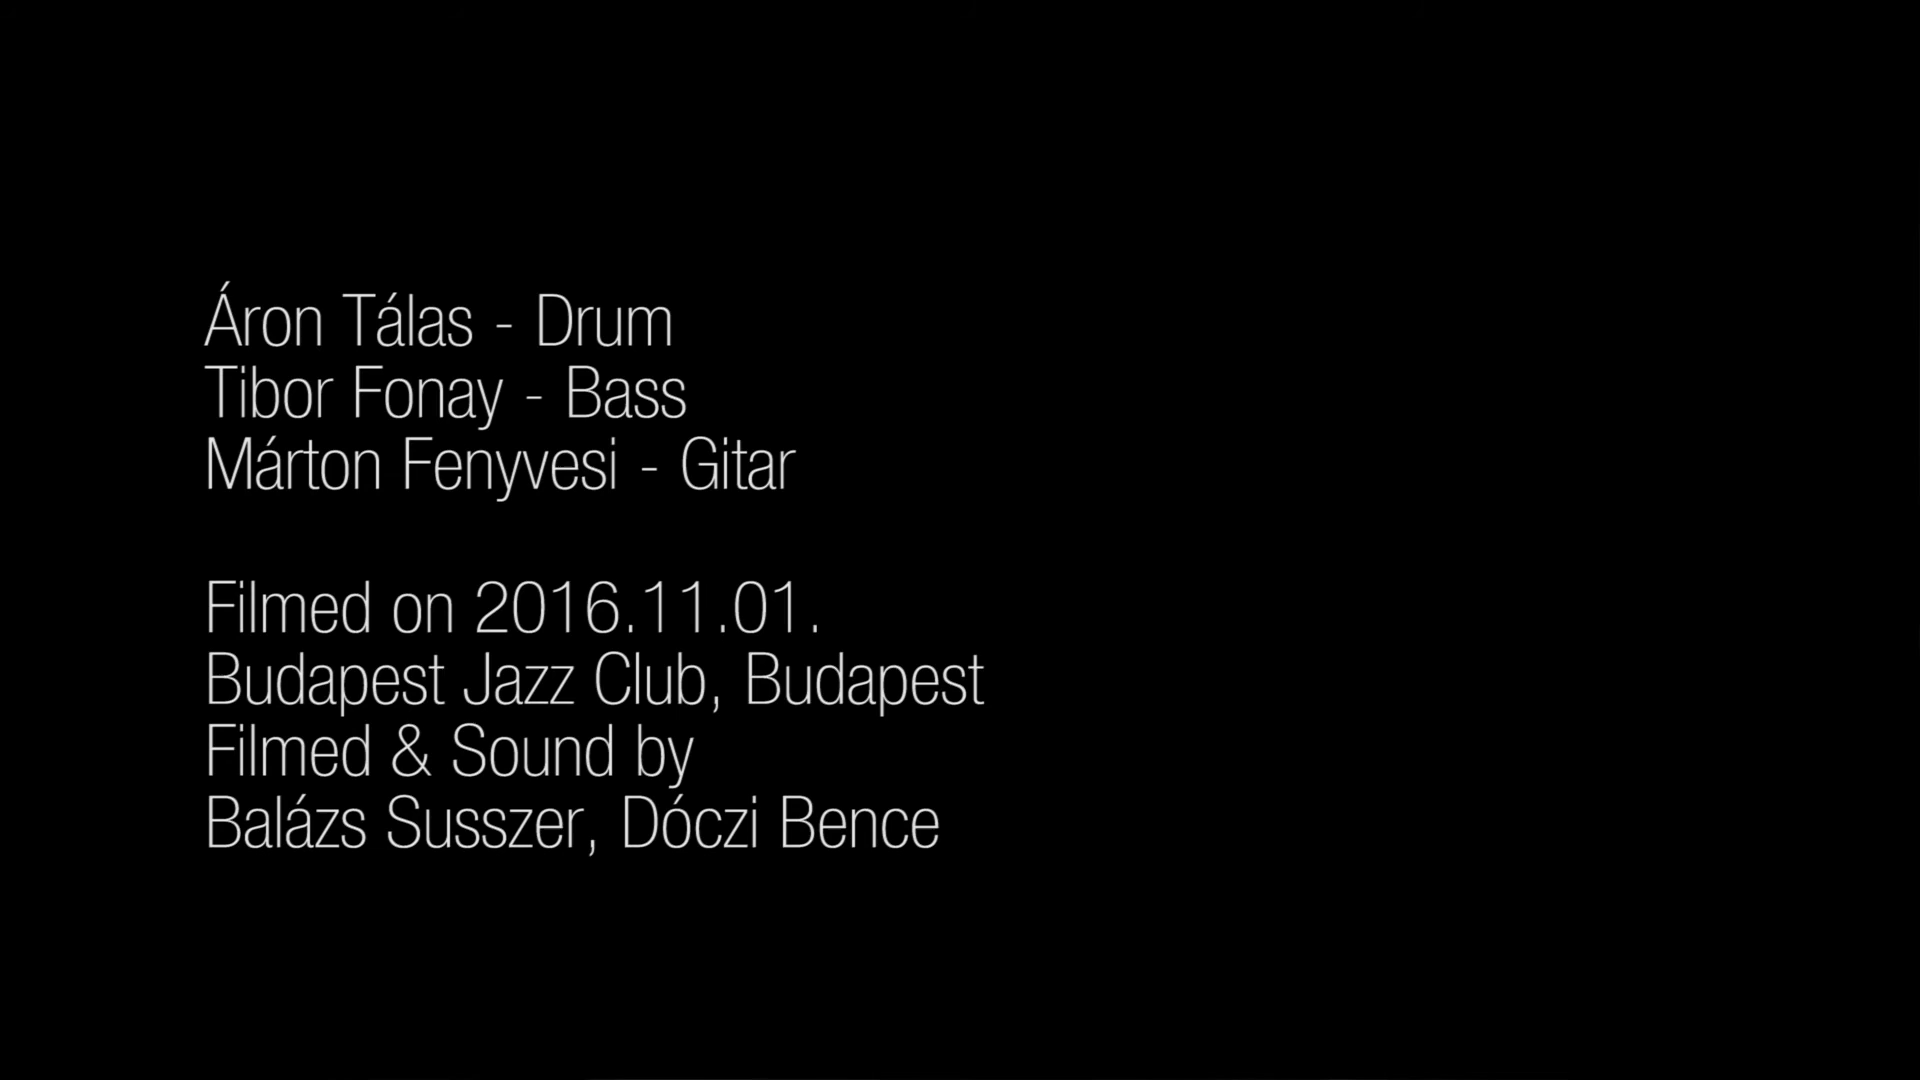 Áron Tálas - Drum
Tibor Fonay - Bass
Márton Fenyvesi - Gitar
Filmed on 2016.11.01.
Budapest Jazz Club, Budapest
Filmed & Sound by
Balázs Susszer, Dóczi Bence